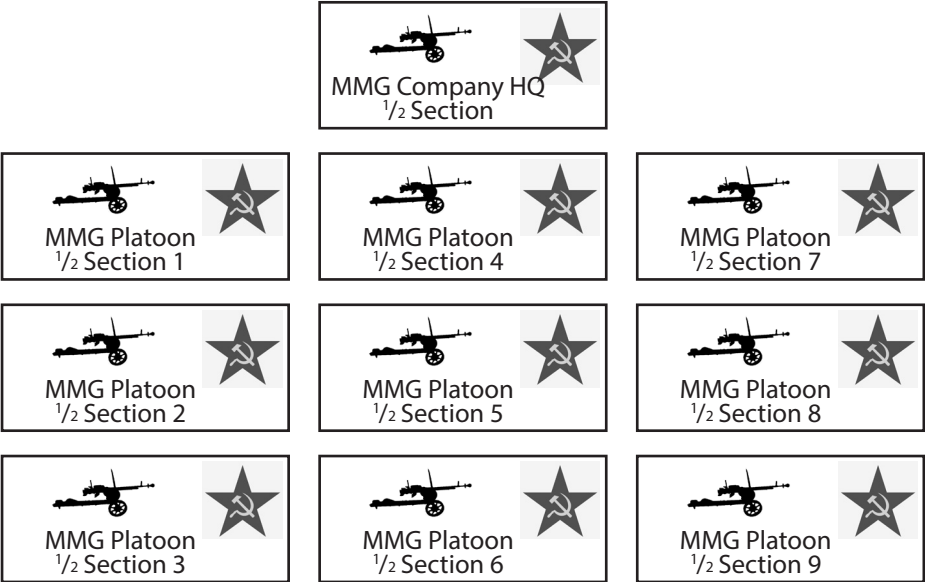 MMG Company HQ
1/2 Section
MMG Platoon
1/2 Section 1
MMG Platoon
1/2 Section 4
MMG Platoon
1/2 Section 7
MMG Platoon
1/2 Section 2
MMG Platoon
1/2 Section 5
MMG Platoon
1/2 Section 8
MMG Platoon
1/2 Section 3
MMG Platoon
1/2 Section 6
MMG Platoon
1/2 Section 9